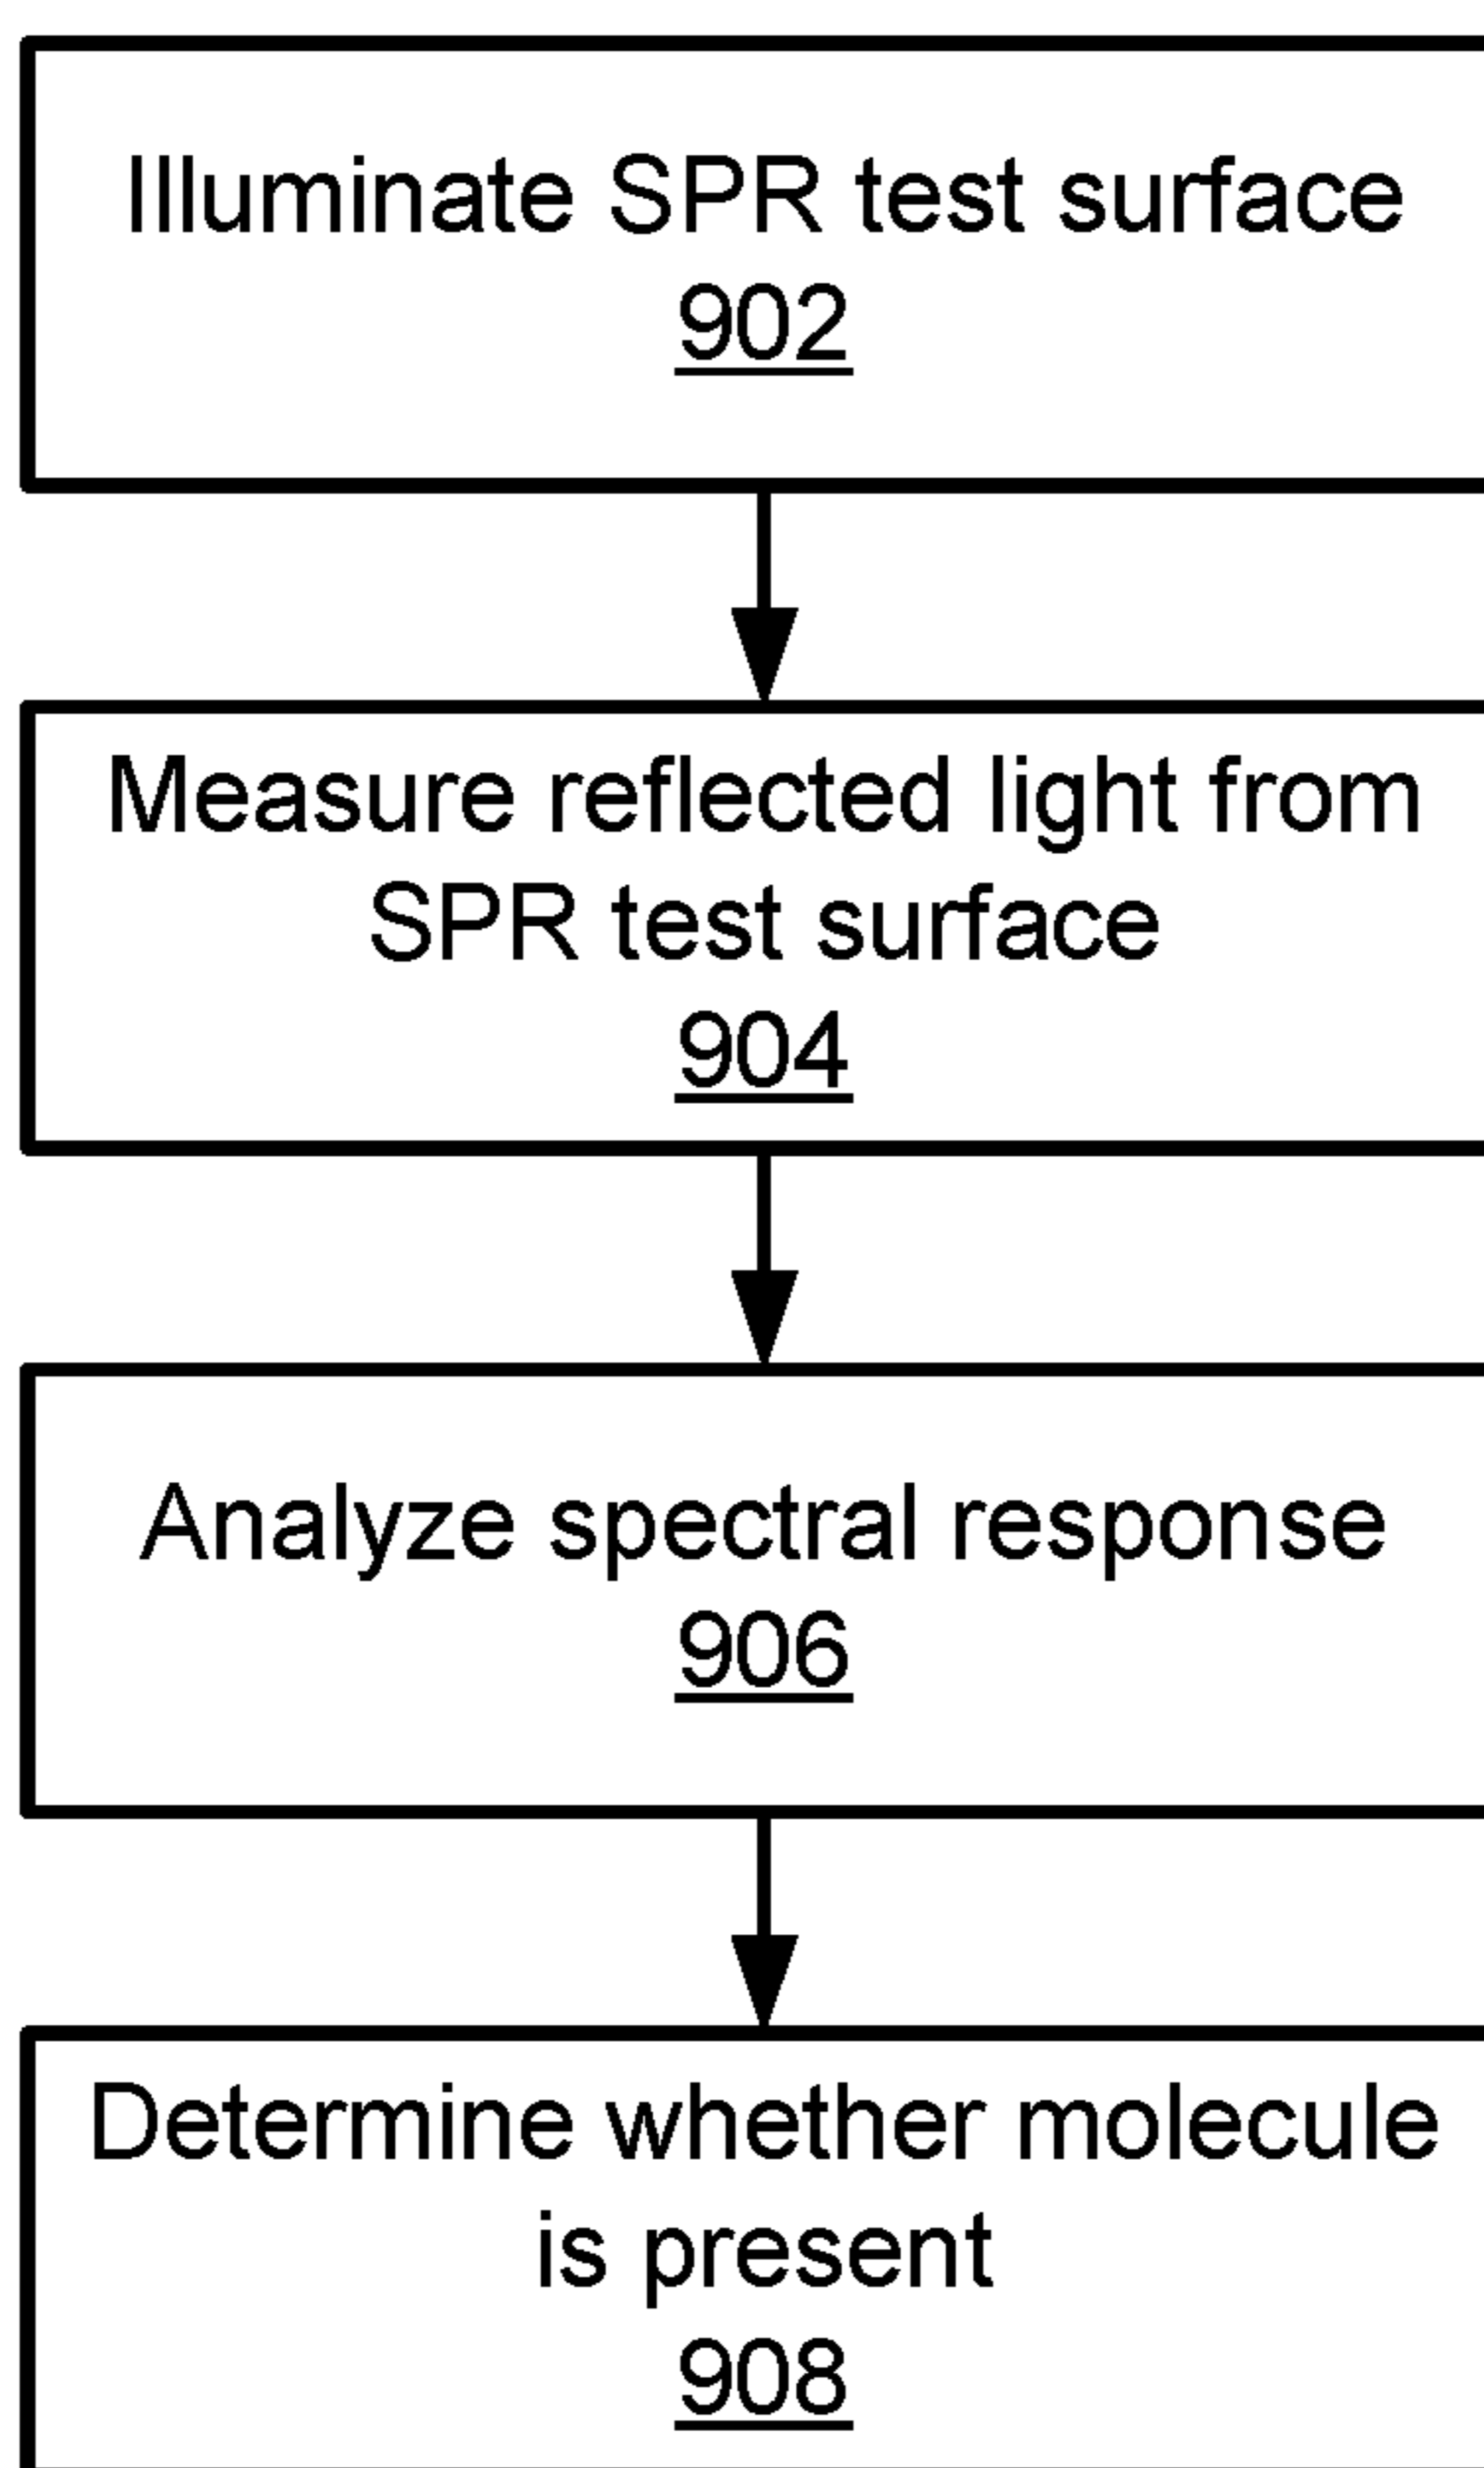 Illuminate SPR test surface
902
Measure reflected light from
SPR test surface
904
Analyze spectral response
906
Determine whether molecule
is present
908